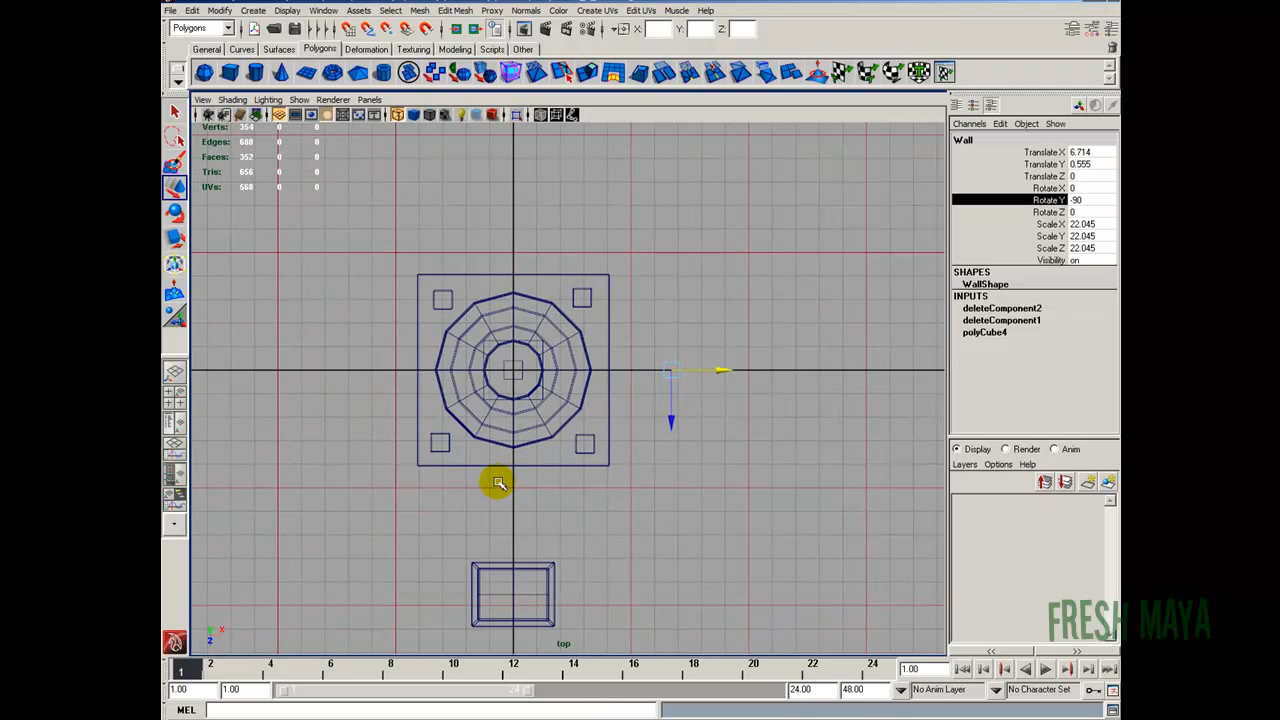 File Edit Modify Create Display Window Assets Select Mesh Edit Mesh Proxy Normals Color Create UVs Edit UVs Muscle Help
Polygons X: Y: Z:
General Curves Surfaces Polygons Deformation Texturing Modeling Scripts Other
View Shading Lighting Show Renderer Panels
Verts: 354 0 0
Edges: 688 0 0
Faces: 352 0 0
Tris: 656 0 0
UVs: 568 0 0
Channels Edit Object Show
Wall
Translate X 6.714
Translate Y 0.555
Translate Z 0
Rotate X 0
Rotate Y -90
Rotate Z 0
Scale X 22.045
Scale Y 22.045
Scale Z 22.045
Visibility on
SHAPES
WallShape
INPUTS
deleteComponent2
deleteComponent1
polyCube4
Display Render Anim
Layers Options Help
FRESH MAYA
x
z
top
1 2 4 6 8 10 12 14 16 18 20 22 24 1.00
1.00 1.00 24 24.00 48.00 No Anim Layer No Character Set
MEL